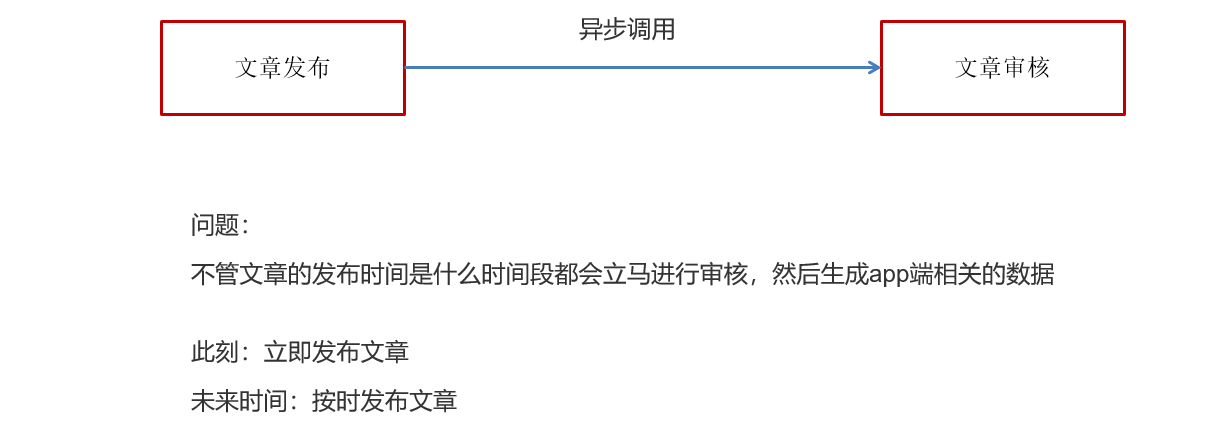 异步调用
文章发布
文章审核
问题：
不管文章的发布时间是什么时间段都会立马进行审核，然后生成app端相关的数据
此刻：立即发布文章
未来时间：按时发布文章